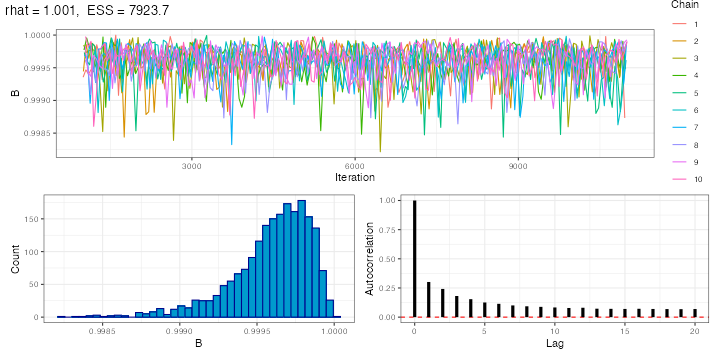 rhat = 1.001, ESS = 7923.7
Chain
1
2
3
4
5
6
7
8
9
10
B
1.0000
0.9995
0.9990
0.9985
3000 6000 9000
Iteration
Count
150
100
50
0
0.9985 0.9990 0.9995 1.0000
B
Autocorrelation
1.00
0.75
0.50
0.25
0.00
0 5 10 15 20
Lag